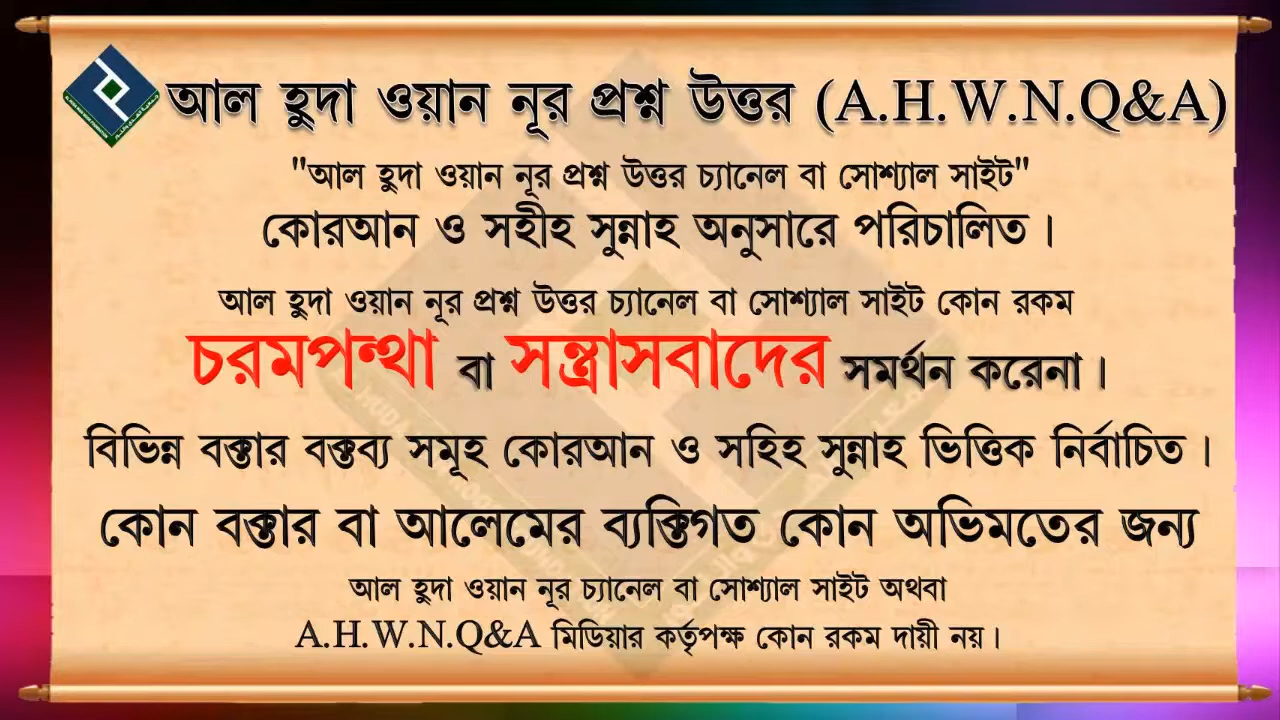 আল হুদা ওয়ান নূর প্রশ্ন উত্তর (A.H.W.N.Q&A)
"আল হুদা ওয়ান নূর প্রশ্ন উত্তর চ্যানেল বা সোশ্যাল সাইট"
কোরআন ও সহীহ সুন্নাহ অনুসারে পরিচালিত।
আল হুদা ওয়ান নূর প্রশ্ন উত্তর চ্যানেল বা সোশ্যাল সাইট কোন রকম
চরমপন্থা বা সন্ত্রাসবাদের সমর্থন করেনা।
বিভিন্ন বক্তার বক্তব্য সমূহ কোরআন ও সহিহ সুন্নাহ ভিত্তিক নির্বাচিত।
কোন বক্তার বা আলেমের ব্যক্তিগত কোন অভিমতের জন্য
আল হুদা ওয়ান নূর চ্যানেল বা সোশ্যাল সাইট অথবা
A.H.W.N.Q&A মিডিয়ার কর্তৃপক্ষ কোন রকম দায়ী নয়।